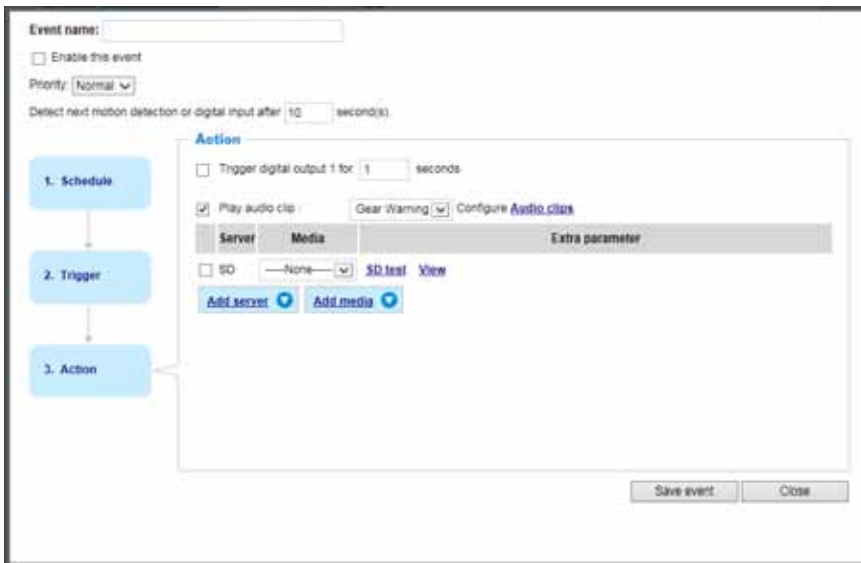 Event name:
Enable this event
Priority: Normal
Detect next motion detection or digital input after 10 second(s).
Action
1. Schedule
Trigger digital output 1 for 1 seconds
Play audio clip : Gear Warning Configure Audio clips
Server Media Extra parameter
2. Trigger
SD -----None----- SD test View
Add server Add media
3. Action
Save event Close